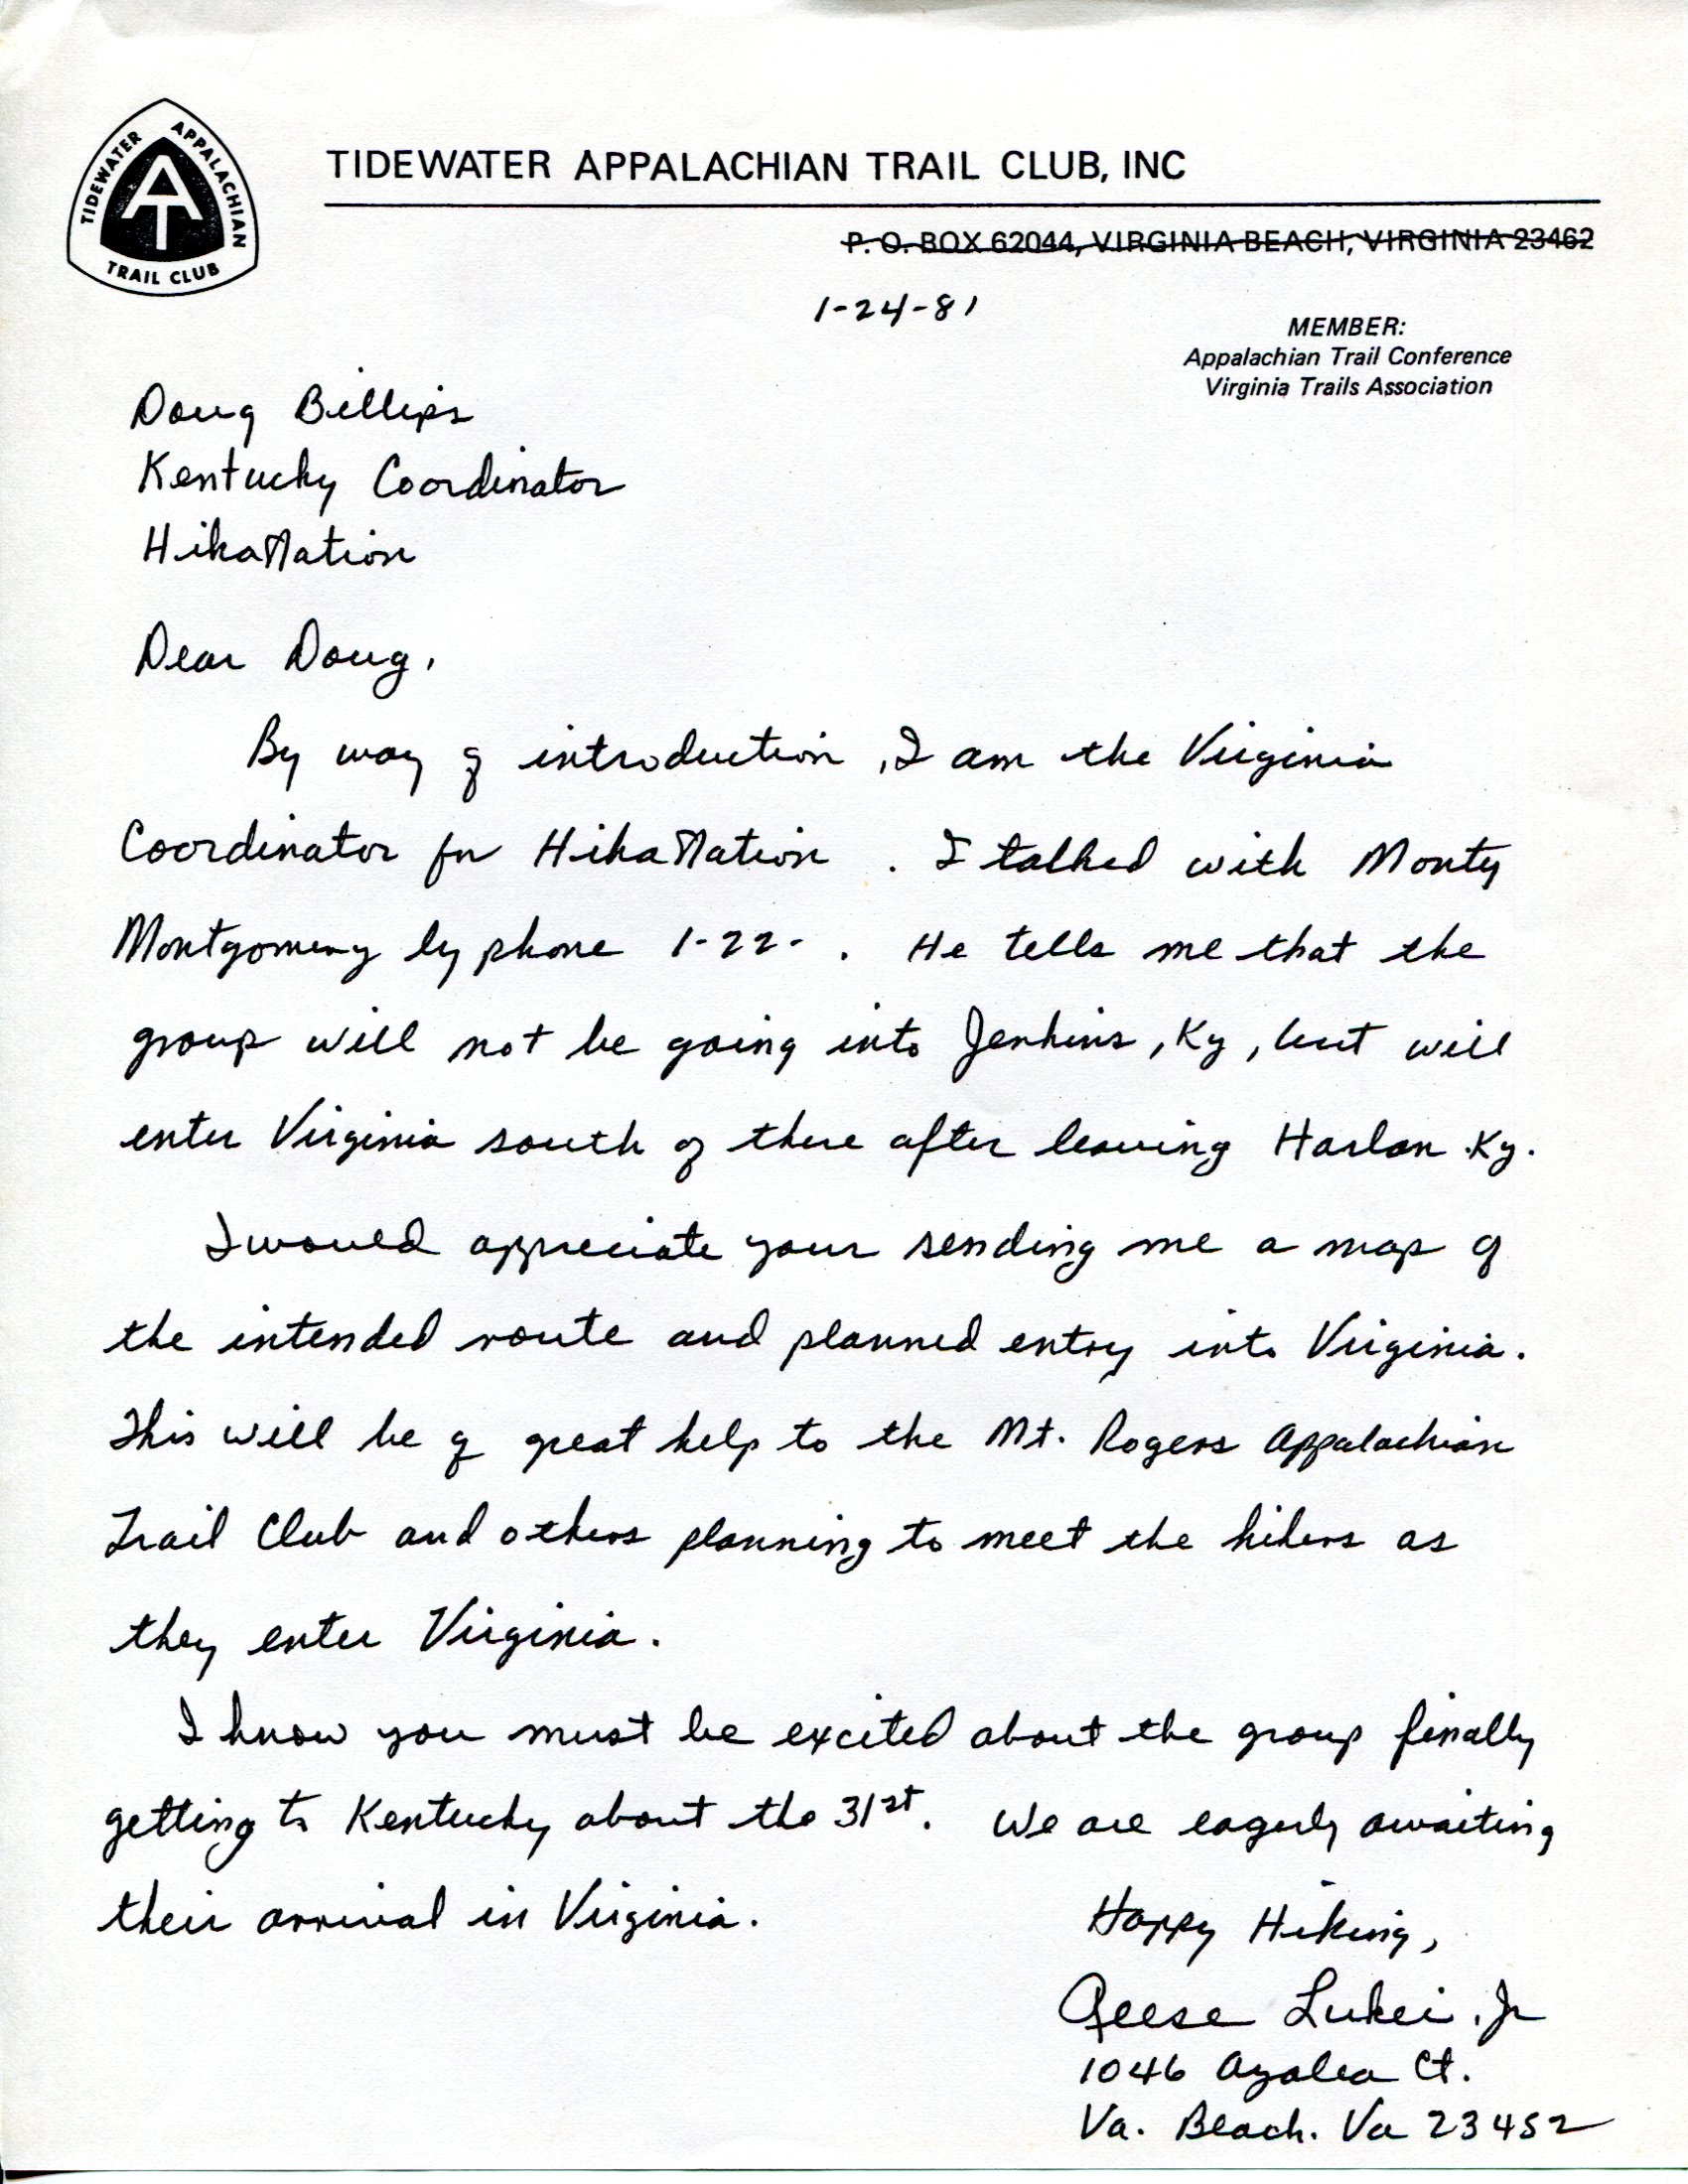 TIDEWATER APPALACHIAN
TRAIL CLUB
AT
TIDEWATER APPALACHIAN TRAIL CLUB, INC
P. O. BOX 62044, VIRGINIA BEACH, VIRGINIA 23462
1-24-81
MEMBER:
Appalachian Trail Conference
Virginia Trails Association
Doug Billips
Kentucky Coordinator
HikaNation
Dear Doug,
By way of introduction, I am the Virginia
Coordinator for HikaNation. I talked with Monty
Montgomery by phone 1-22-. He tells me that the
group will not be going into Jenkins, Ky, but will
enter Virginia south of there after leaving Harlan Ky.
I would appreciate your sending me a map of
the intended route and planned entry into Virginia.
This will be of great help to the Mt. Rogers Appalachian
Trail Club and others planning to meet the hikers as
they enter Virginia.
I know you must be excited about the group finally
getting to Kentucky about the 31st. We are eagerly awaiting
their arrival in Virginia.
Happy Hiking,
Reese Lukei, Jr
1046 Azalea Ct.
Va. Beach. Va 23452